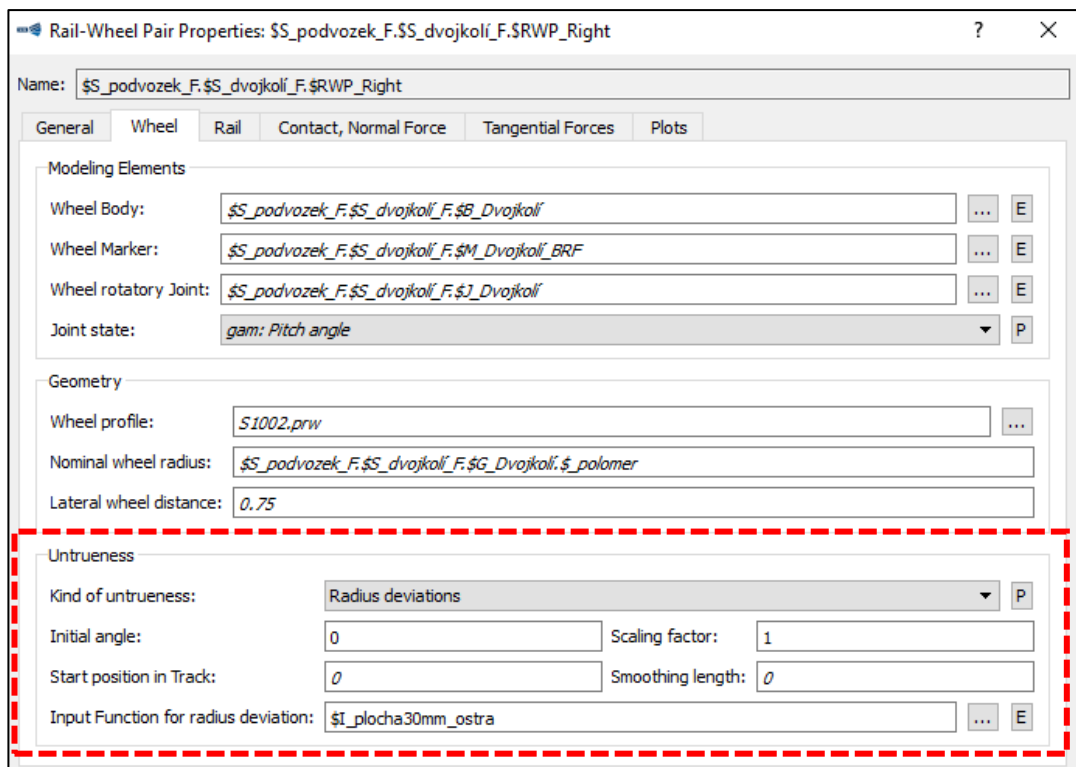 Rail-Wheel Pair Properties: $S_podvozek_F.$S_dvojkolí_F.$RWP_Right ?
Name: $S_podvozek_F.$S_dvojkolí_F.$RWP_Right
General Wheel Rail Contact, Normal Force Tangential Forces Plots
Modeling Elements
Wheel Body: $S_podvozek_F.$S_dvojkolí_F.$B_Dvojkolí ... E
Wheel Marker: $S_podvozek_F.$S_dvojkolí_F.$M_Dvojkolí_BRF ... E
Wheel rotatory Joint: $S_podvozek_F.$S_dvojkolí_F.$J_Dvojkolí ... E
Joint state: gam: Pitch angle P
Geometry
Wheel profile: S1002.prw ...
Nominal wheel radius: $S_podvozek_F.$S_dvojkolí_F.$G_Dvojkolí.$_polomer
Lateral wheel distance: 0.75
Untrueness
Kind of untrueness: Radius deviations P
Initial angle: 0 Scaling factor: 1
Start position in Track: 0 Smoothing length: 0
Input Function for radius deviation: $I_plocha30mm_ostra ... E